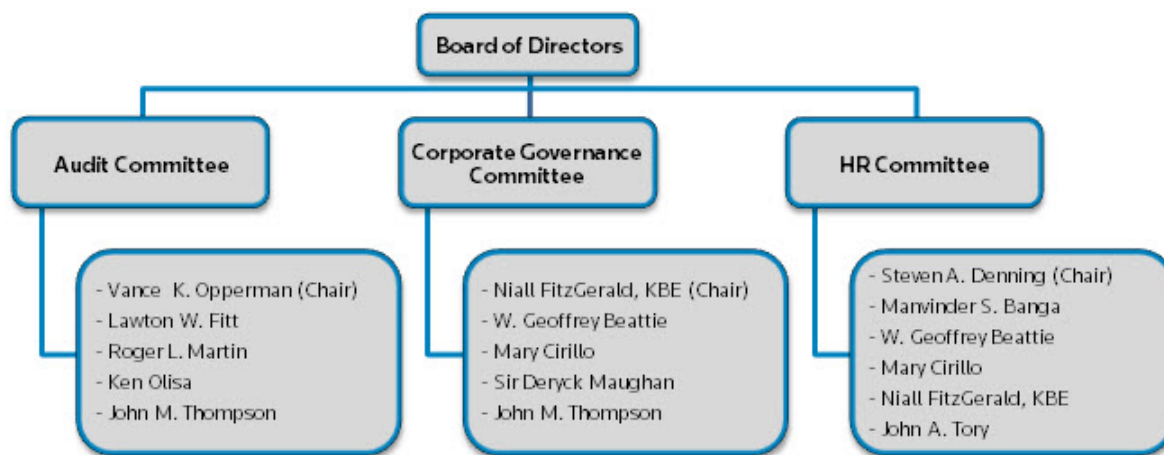 Board of Directors
Audit Committee
Corporate Governance
Committee
HR Committee
- Vance K. Opperman (Chair)
- Lawton W. Fitt
- Roger L. Martin
- Ken Olisa
- John M. Thompson
- Niall FitzGerald, KBE (Chair)
- W. Geoffrey Beattie
- Mary Cirillo
- Sir Deryck Maughan
- John M. Thompson
- Steven A. Denning (Chair)
- Manvinder S. Banga
- W. Geoffrey Beattie
- Mary Cirillo
- Niall FitzGerald, KBE
- John A. Tory